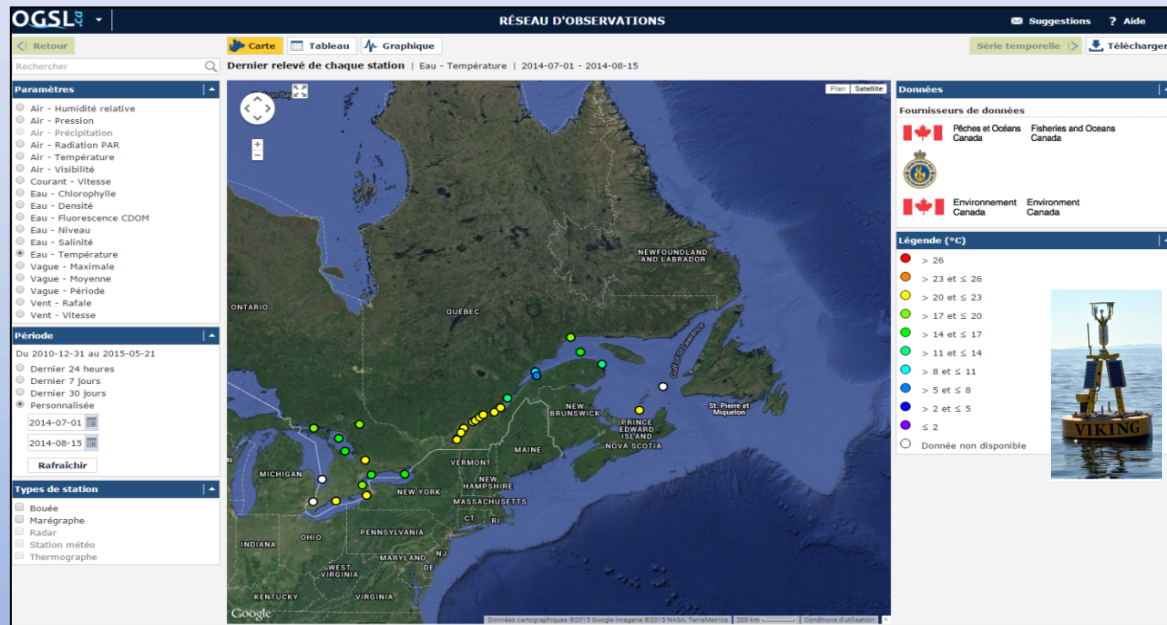 OGSL.ca
RÉSEAU D'OBSERVATIONS
Suggestions
? Aide
Retour
Carte
Tableau
Graphique
Série temporelle
Télécharger
Rechercher
Dernier relevé de chaque station | Eau - Température | 2014-07-01 - 2014-08-15
Paramètres
Air - Humidité relative
Air - Pression
Air - Précipitation
Air - Radiation PAR
Air - Température
Air - Visibilité
Courant - Vitesse
Eau - Chlorophylle
Eau - Densité
Eau - Fluorescence CDOM
Eau - Niveau
Eau - Salinité
Eau - Température
Vague - Maximale
Vague - Moyenne
Vague - Période
Vent - Rafale
Vent - Vitesse
Période
Du 2010-12-31 au 2015-05-21
Dernier 24 heures
Dernier 7 jours
Dernier 30 jours
Personnalisée
2014-07-01
2014-08-15
Rafraîchir
Types de station
Bouée
Marégraphe
Radar
Station météo
Thermographe
Plan
Satellite
NEWFOUNDLAND
AND LABRADOR
ONTARIO
QUÉBEC
Gulf of St Lawrence
St. Pierre et
Miquelon
NEW
BRUNSWICK
PRINCE
EDWARD
ISLAND
NOVA SCOTIA
MAINE
VERMONT
NEW
HAMPSHIRE
MASSACHUSETTS
CT
RI
NEW YORK
MICHIGAN
PENNSYLVANIA
OHIO
INDIANA
NJ
MARYLAND
DE
WEST
VIRGINIA
KENTUCKY
VIRGINIA
Google
Données cartographiques ©2015 Google Imagerie ©2015 NASA, TerraMetrics
200 km
Conditions d'utilisation
Données
Fournisseurs de données
Pêches et Océans
Canada
Fisheries and Oceans
Canada
Environnement
Canada
Environment
Canada
Légende (°C)
> 26
> 23 et ≤ 26
> 20 et ≤ 23
> 17 et ≤ 20
> 14 et ≤ 17
> 11 et ≤ 14
> 8 et ≤ 11
> 5 et ≤ 8
> 2 et ≤ 5
≤ 2
Donnée non disponible
VIKING